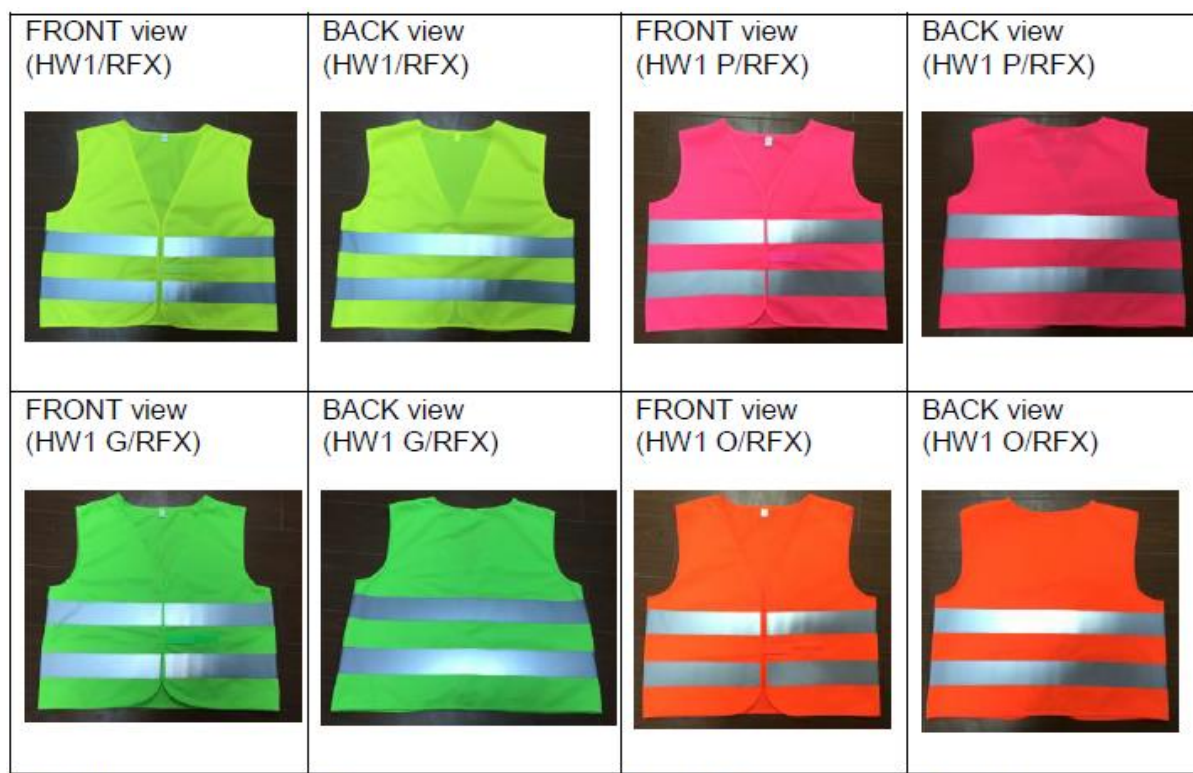 FRONT view
(HW1/RFX)
BACK view
(HW1/RFX)
FRONT view
(HW1 P/RFX)
BACK view
(HW1 P/RFX)
FRONT view
(HW1 G/RFX)
BACK view
(HW1 G/RFX)
FRONT view
(HW1 O/RFX)
BACK view
(HW1 O/RFX)